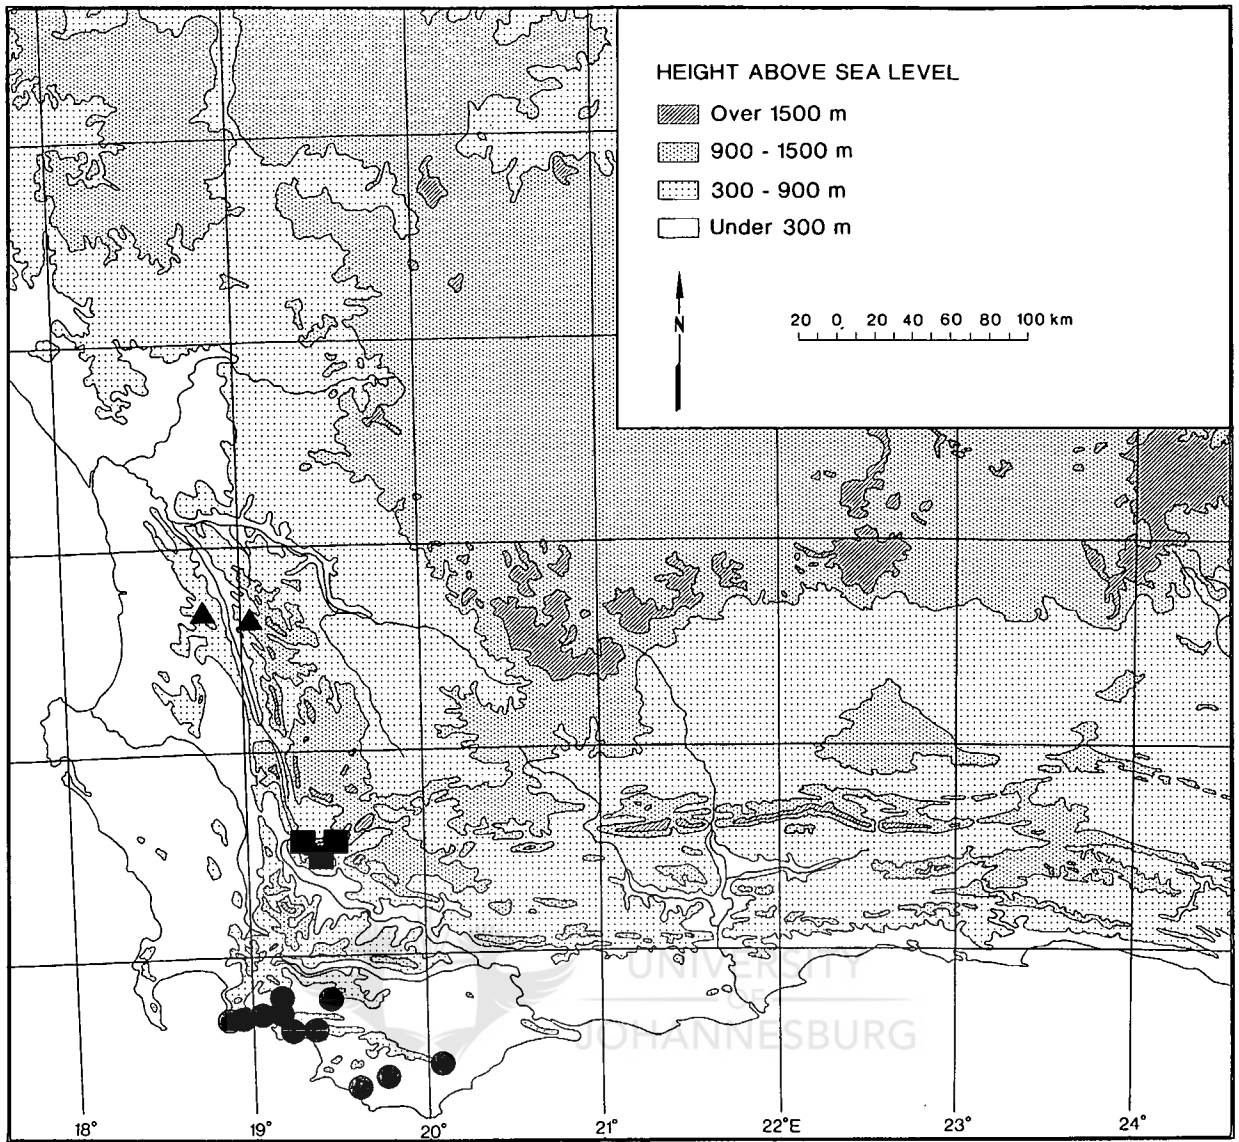 HEIGHT ABOVE SEA LEVEL
Over 1500 m
900 - 1500 m
300 - 900 m
Under 300 m
N
20 0 20 40 60 80 100 km
UNIVERSITY
OF
JOHANNESBURG
18° 19° 20° 21° 22°E 23° 24°